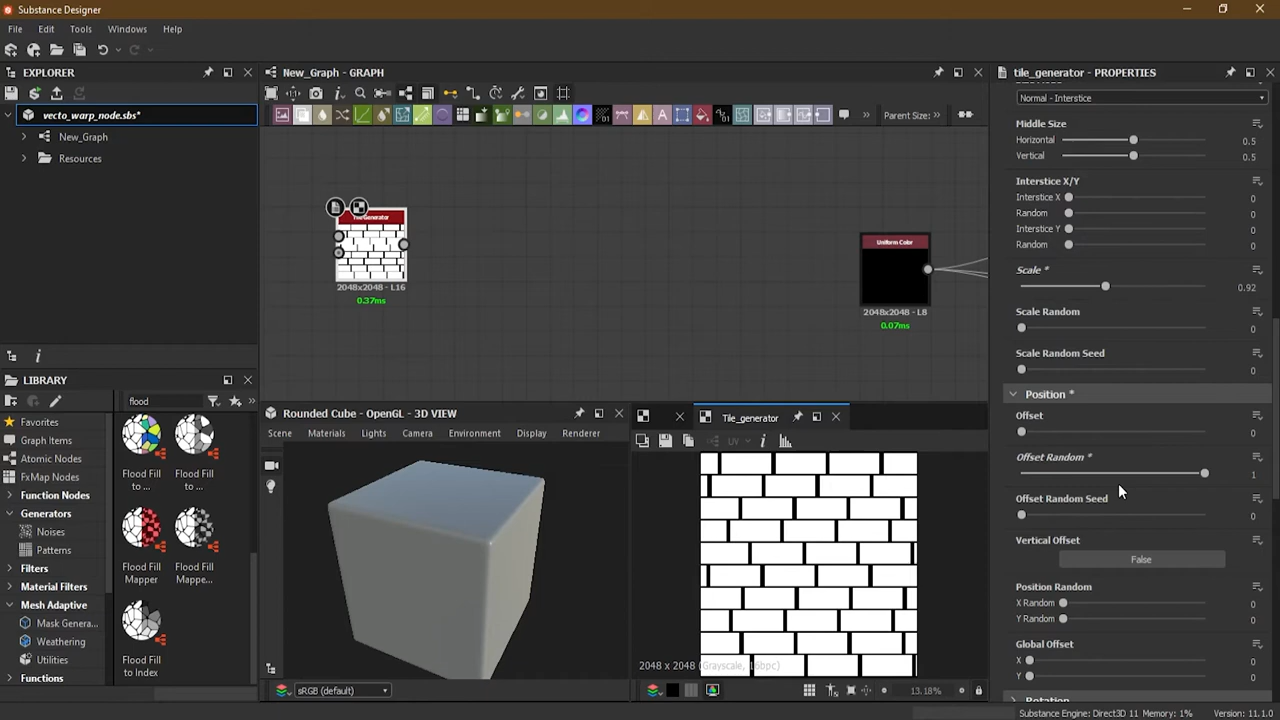 Substance Designer
File Edit Tools Windows Help
EXPLORER
vecto_warp_node.sbs*
New_Graph
Resources
New_Graph - GRAPH
Parent Size:
Tile Generator
2048x2048 - L16
0.37ms
Uniform Color
2048x2048 - L8
0.07ms
LIBRARY
flood
Favorites
Graph Items
Atomic Nodes
FxMap Nodes
Function Nodes
Generators
Noises
Patterns
Filters
Material Filters
Mesh Adaptive
Mask Genera...
Weathering
Utilities
Functions
Flood Fill to ...
Flood Fill to ...
Flood Fill Mapper
Flood Fill Mappe...
Flood Fill to Index
Rounded Cube - OpenGL - 3D VIEW
Scene Materials Lights Camera Environment Display Renderer
sRGB (default)
Tile_generator
UV
2048 x 2048 (Grayscale, 16bpc)
13.18%
tile_generator - PROPERTIES
Normal - Interstice
Middle Size
Horizontal 0.5
Vertical 0.5
Interstice X/Y
Interstice X 0
Random 0
Interstice Y 0
Random 0
Scale *
0.92
Scale Random
0
Scale Random Seed
0
Position *
Offset
0
Offset Random *
1
Offset Random Seed
0
Vertical Offset
False
Position Random
X Random 0
Y Random 0
Global Offset
X 0
Y 0
Rotation
Substance Engine: Direct3D 11 Memory: 1% Version: 11.1.0